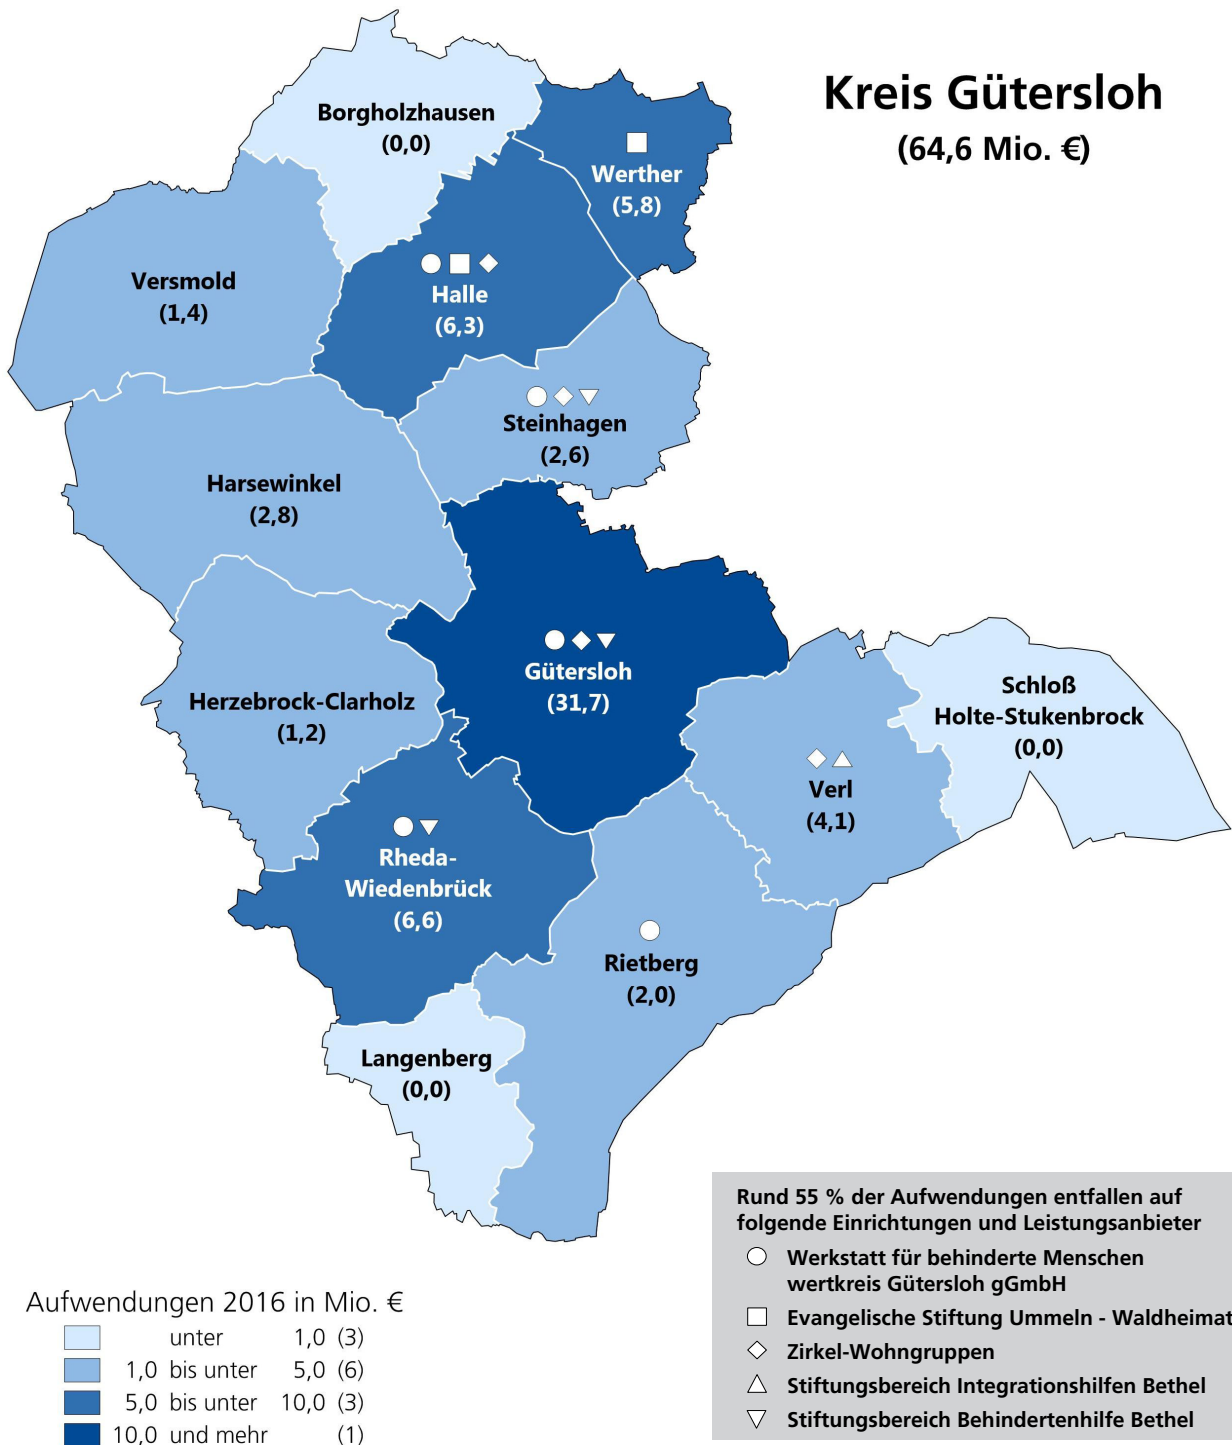 Kreis Gütersloh
(64,6 Mio. €)
Borgholzhausen
(0,0)
Werther
(5,8)
Versmold
(1,4)
Halle
(6,3)
Steinhagen
(2,6)
Harsewinkel
(2,8)
Gütersloh
(31,7)
Herzebrock-Clarholz
(1,2)
Schloß
Holte-Stukenbrock
(0,0)
Verl
(4,1)
Rheda-
Wiedenbrück
(6,6)
Rietberg
(2,0)
Langenberg
(0,0)
Rund 55 % der Aufwendungen entfallen auf
folgende Einrichtungen und Leistungsanbieter
Werkstatt für behinderte Menschen
wertkreis Gütersloh gGmbH
Evangelische Stiftung Ummeln - Waldheimat
Zirkel-Wohngruppen
Stiftungsbereich Integrationshilfen Bethel
Stiftungsbereich Behindertenhilfe Bethel
Aufwendungen 2016 in Mio. €
unter 1,0 (3)
1,0 bis unter 5,0 (6)
5,0 bis unter 10,0 (3)
10,0 und mehr (1)